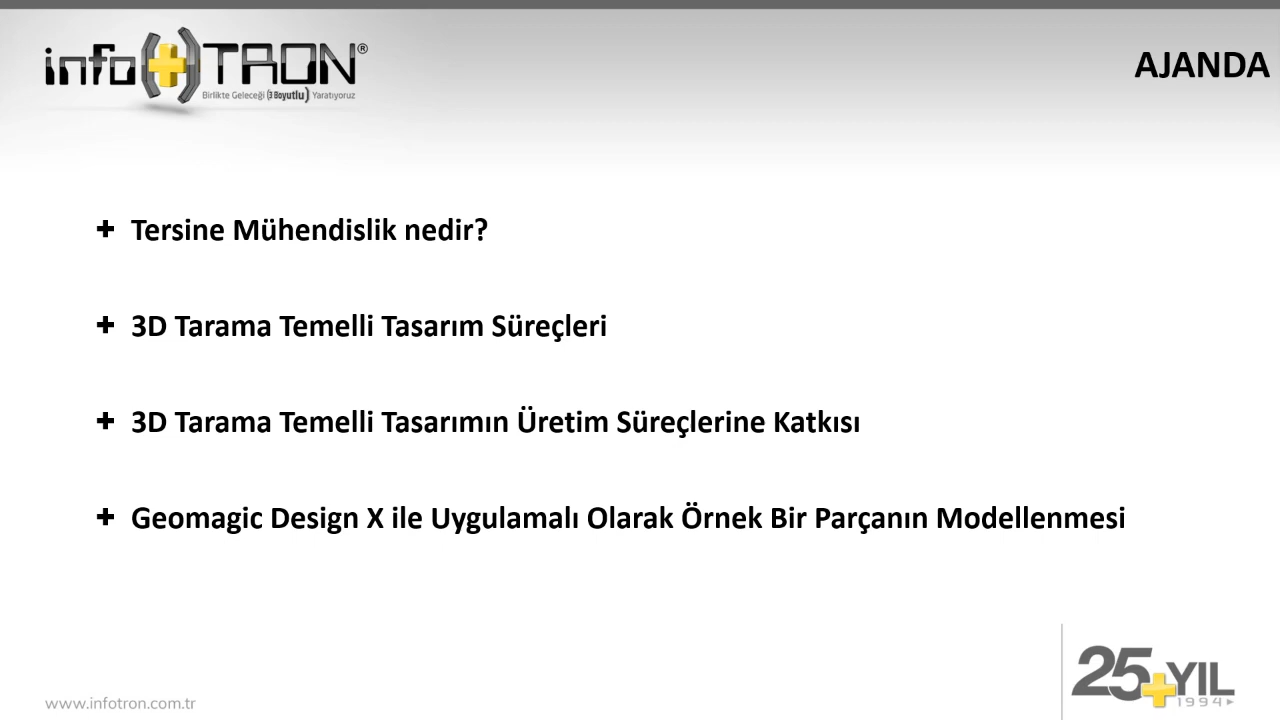 info+TRON®
Birlikte Geleceği (3 Boyutlu) Yaratıyoruz
AJANDA
+ Tersine Mühendislik nedir?
+ 3D Tarama Temelli Tasarım Süreçleri
+ 3D Tarama Temelli Tasarımın Üretim Süreçlerine Katkısı
+ Geomagic Design X ile Uygulamalı Olarak Örnek Bir Parçanın Modellenmesi
www.infotron.com.tr
25+YIL
1994